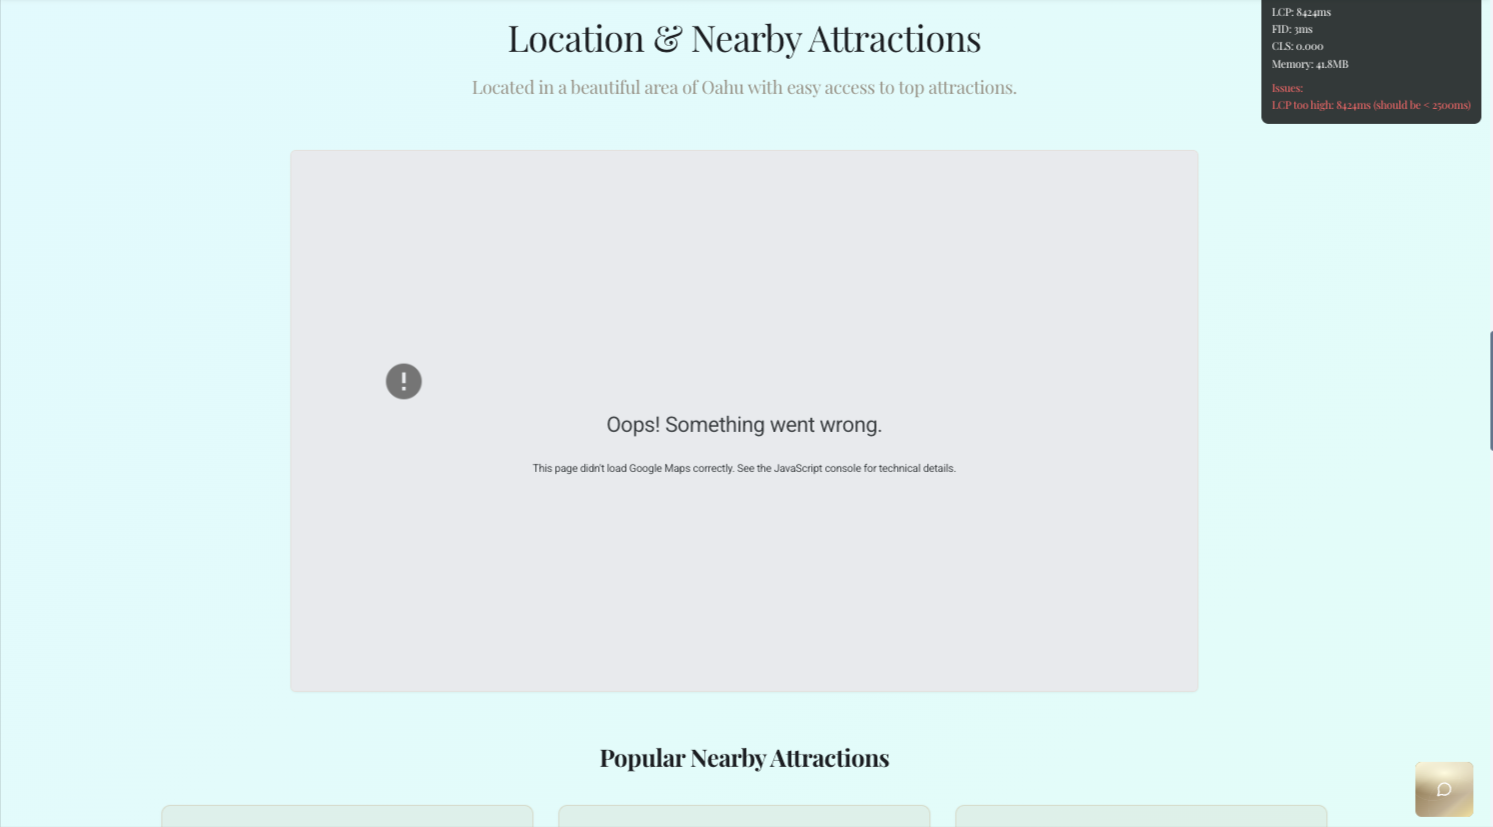 Location & Nearby Attractions
Located in a beautiful area of Oahu with easy access to top attractions.
LCP: 8424ms
FID: 3ms
CLS: 0.000
Memory: 41.8MB
Issues:
LCP too high: 8424ms (should be < 2500ms)
!
Oops! Something went wrong.
This page didn't load Google Maps correctly. See the JavaScript console for technical details.
Popular Nearby Attractions